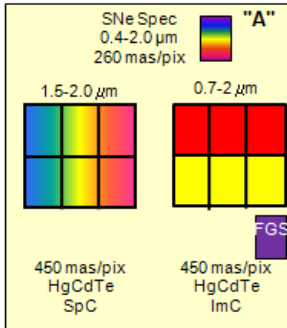 SNe Spec
"A"
0.4-2.0 μm
260 mas/pix
1.5-2.0 μm
0.7-2 μm
FGS
450 mas/pix
HgCdTe
SpC
450 mas/pix
HgCdTe
ImC